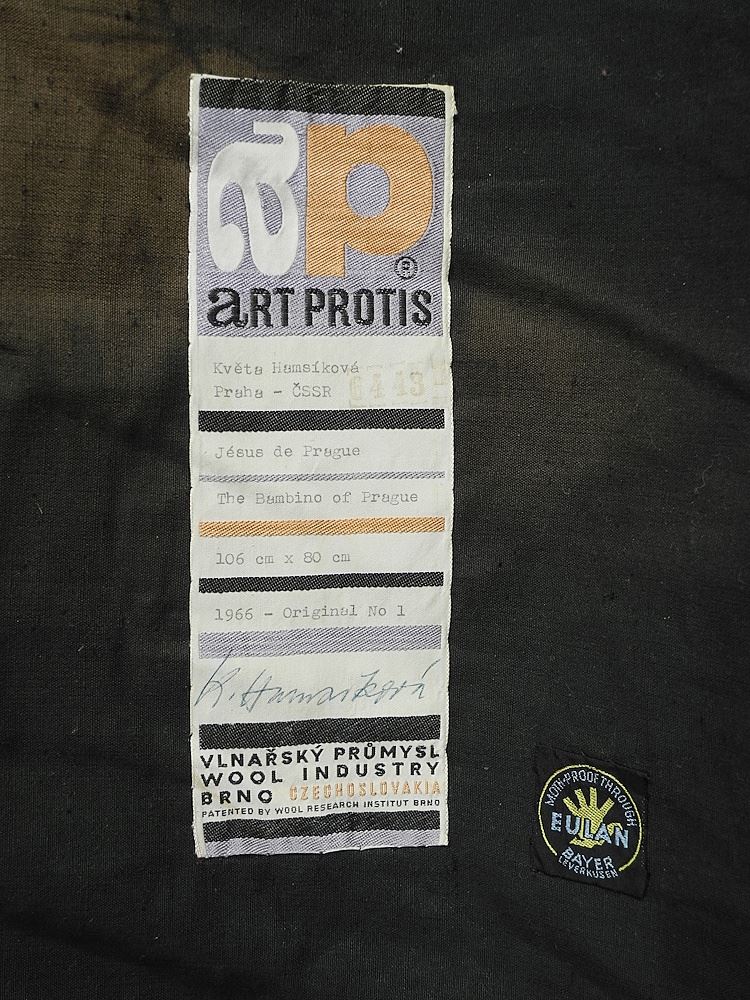 ap
®
aRT PROTIS
Květa Hamsíková
Praha - ČSSR
Jésus de Prague
The Bambino of Prague
106 cm x 80 cm
1966 - Original No 1
K. Hamsíková
VLNAŘSKÝ PRŮMYSL
WOOL INDUSTRY
BRNO CZECHOSLOVAKIA
PATENTED BY WOOL RESEARCH INSTITUT BRNO
MOTH-PROOF THROUGH
EULAN
BAYER
LEVERKUSEN